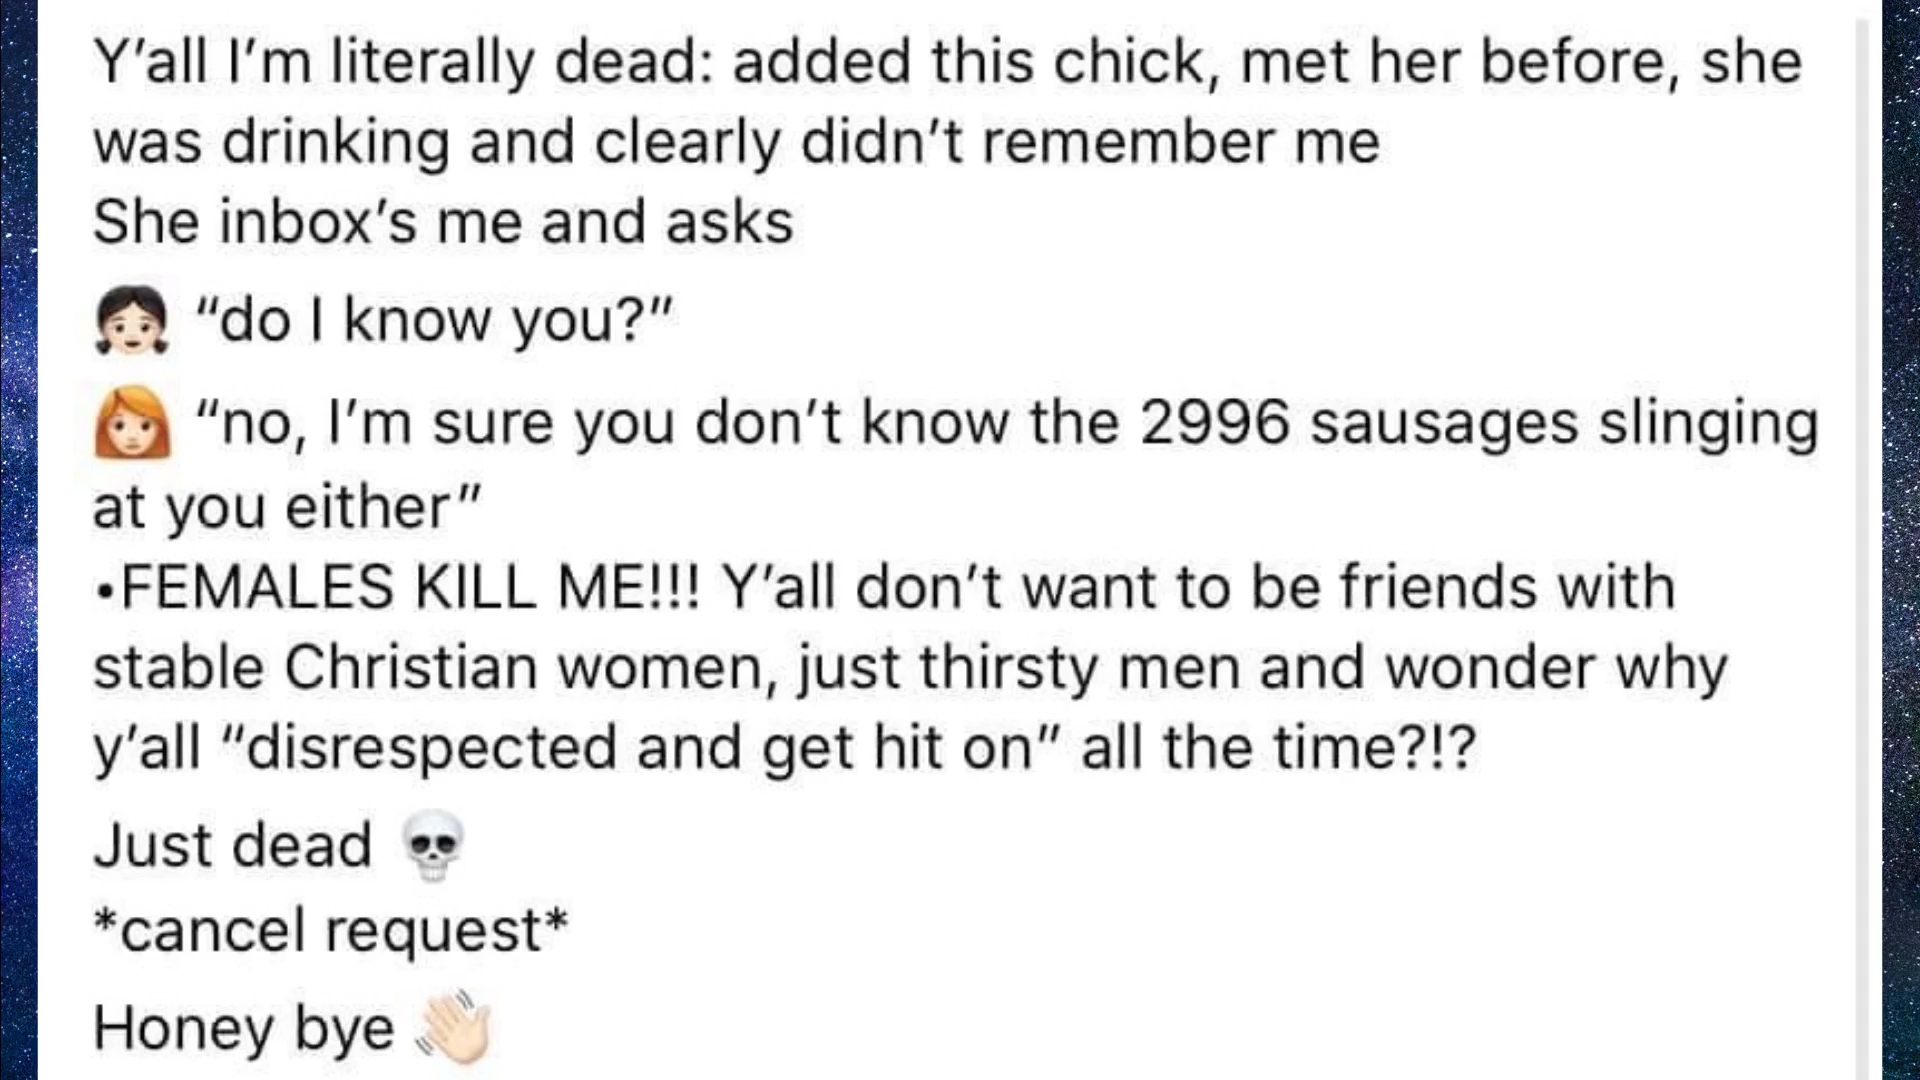 Y’all I’m literally dead: added this chick, met her before, she
was drinking and clearly didn’t remember me
She inbox’s me and asks
👧🏻 “do I know you?”
👩🏻‍🦰 “no, I’m sure you don’t know the 2996 sausages slinging
at you either”
•FEMALES KILL ME!!! Y’all don’t want to be friends with
stable Christian women, just thirsty men and wonder why
y’all “disrespected and get hit on” all the time?!?
Just dead 💀
*cancel request*
Honey bye 👋🏻